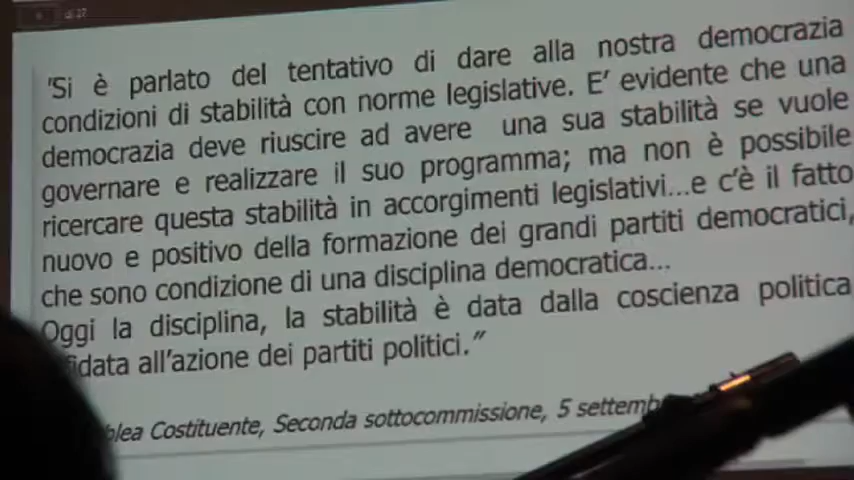 di 27
"Si è parlato del tentativo di dare alla nostra democrazia
condizioni di stabilità con norme legislative. E' evidente che una
democrazia deve riuscire ad avere una sua stabilità se vuole
governare e realizzare il suo programma; ma non è possibile
ricercare questa stabilità in accorgimenti legislativi...e c'è il fatto
nuovo e positivo della formazione dei grandi partiti democratici,
che sono condizione di una disciplina democratica...
Oggi la disciplina, la stabilità è data dalla coscienza politica
fidata all'azione dei partiti politici."
blea Costituente, Seconda sottocommissione, 5 settemb